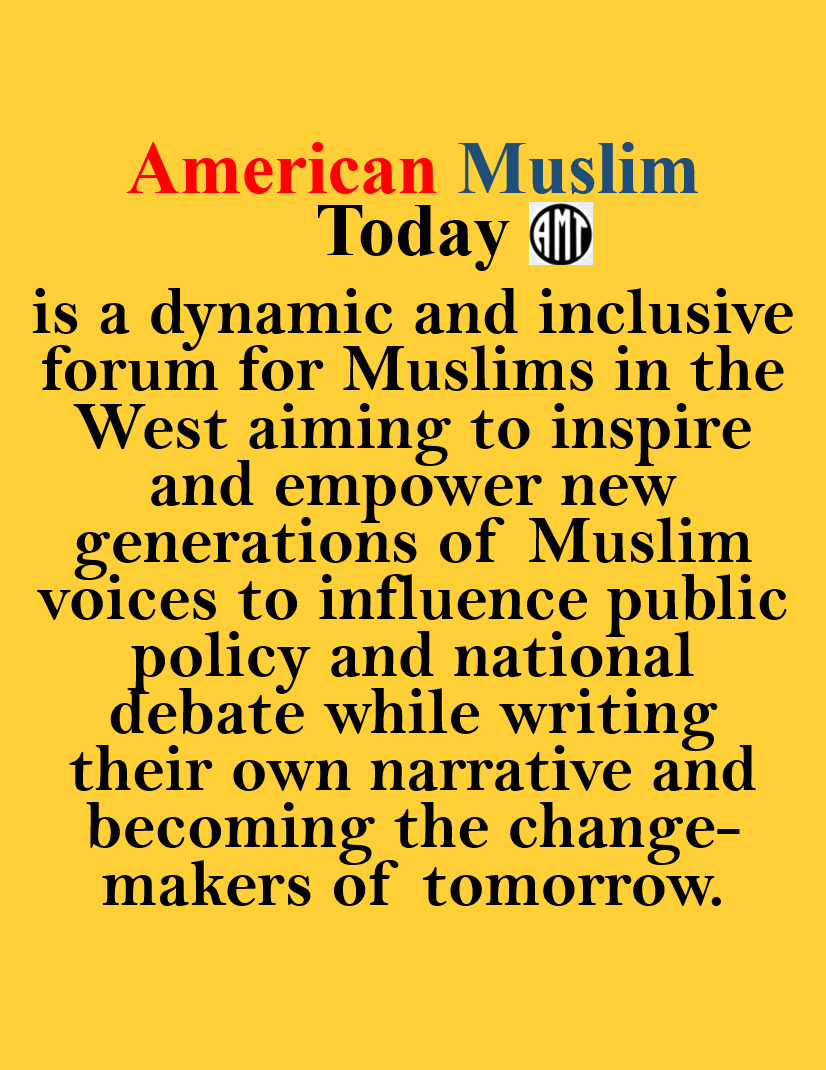 American Muslim
Today AMT
is a dynamic and inclusive
forum for Muslims in the
West aiming to inspire
and empower new
generations of Muslim
voices to influence public
policy and national
debate while writing
their own narrative and
becoming the change-
makers of tomorrow.